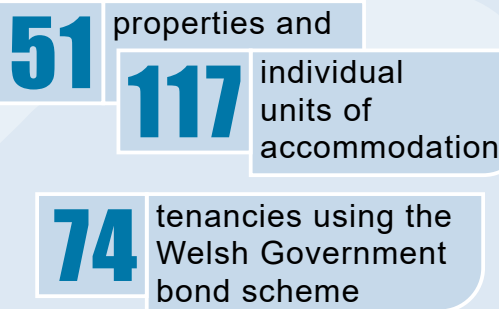 51 properties and
117 individual
units of
accommodation
74 tenancies using the
Welsh Government
bond scheme